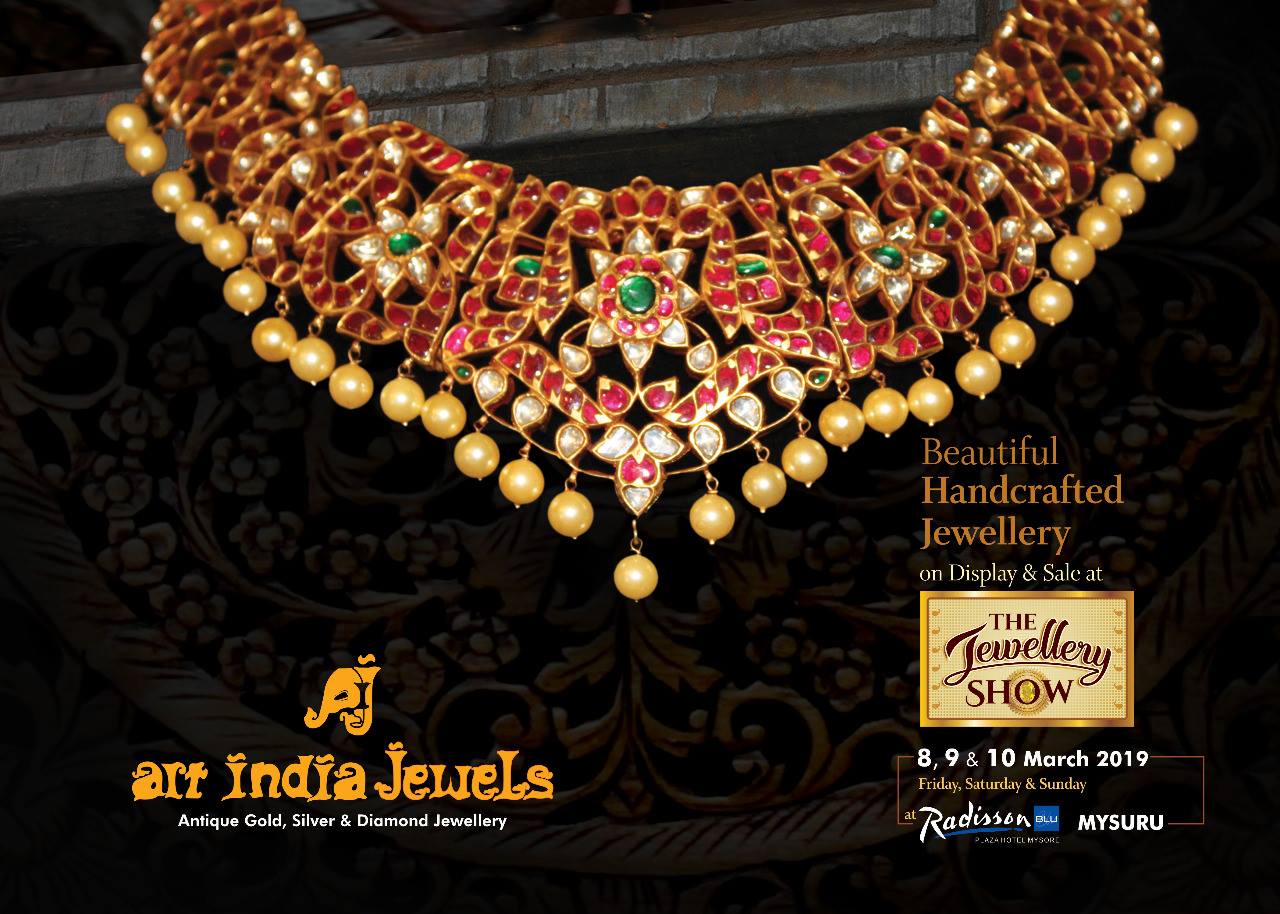 Beautiful
Handcrafted
Jewellery
on Display & Sale at
THE
Jewellery
SHOW
8, 9 & 10 March 2019
Friday, Saturday & Sunday
at Radisson BLU MYSURU
PLAZA HOTEL MYSORE
AJ
art india Jewels
Antique Gold, Silver & Diamond Jewellery